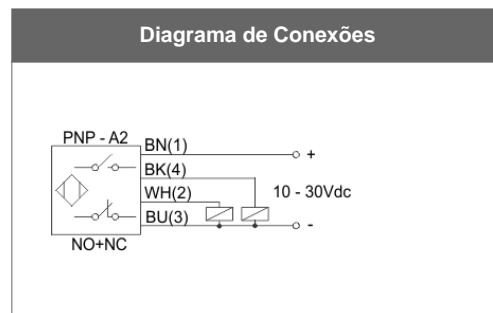 Diagrama de Conexões
PNP - A2
BN(1)
+
BK(4)
WH(2)
10 - 30Vdc
BU(3)
-
NO+NC